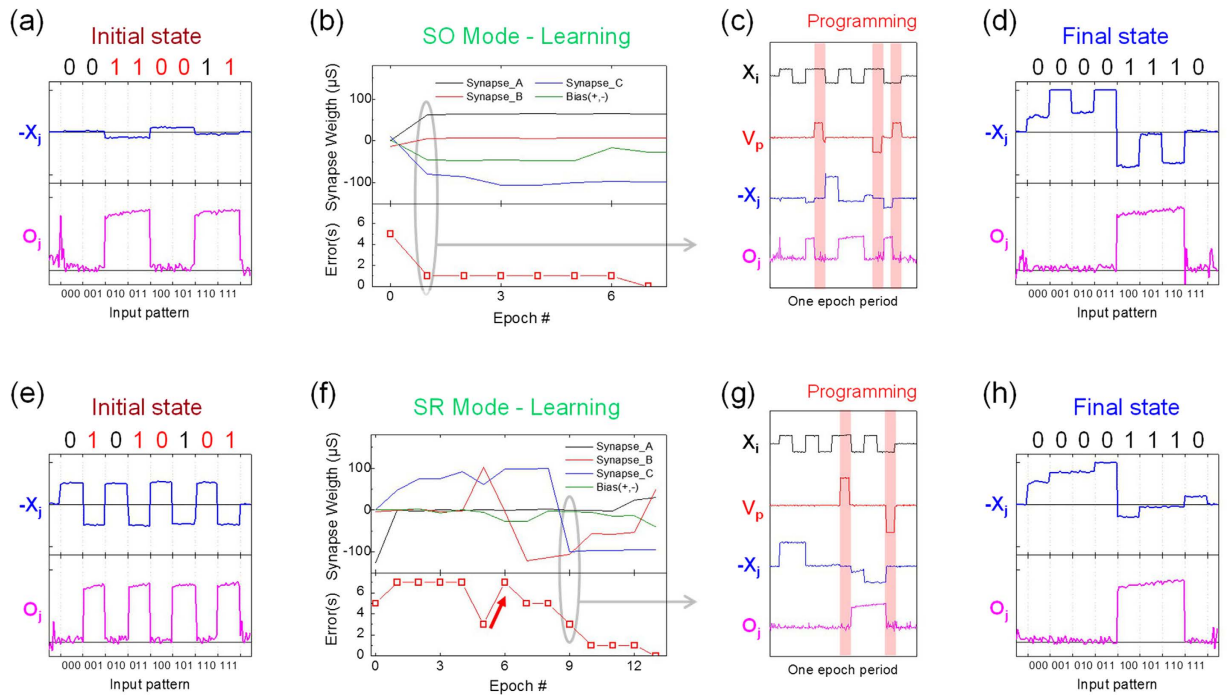 (a)
Initial state
0 0 1 1 0 0 1 1
-Xj
Oj
000 001 010 011 100 101 110 111
Input pattern
(b)
SO Mode - Learning
Synapse Weigth (µS)
100
0
-100
Synapse_A
Synapse_B
Synapse_C
Bias(+,-)
Error(s)
6
4
2
0
0 3 6
Epoch #
(c)
Programming
Xi
Vp
-Xj
Oj
One epoch period
(d)
Final state
0 0 0 0 1 1 1 0
-Xj
Oj
000 001 010 011 100 101 110 111
Input pattern
(e)
Initial state
0 1 0 1 0 1 0 1
-Xj
Oj
000 001 010 011 100 101 110 111
Input pattern
(f)
SR Mode - Learning
Synapse Weigth (µS)
100
0
-100
Synapse_A
Synapse_B
Synapse_C
Bias(+,-)
Error(s)
6
4
2
0
0 3 6 9 12
Epoch #
(g)
Programming
Xi
Vp
-Xj
Oj
One epoch period
(h)
Final state
0 0 0 0 1 1 1 0
-Xj
Oj
000 001 010 011 100 101 110 111
Input pattern